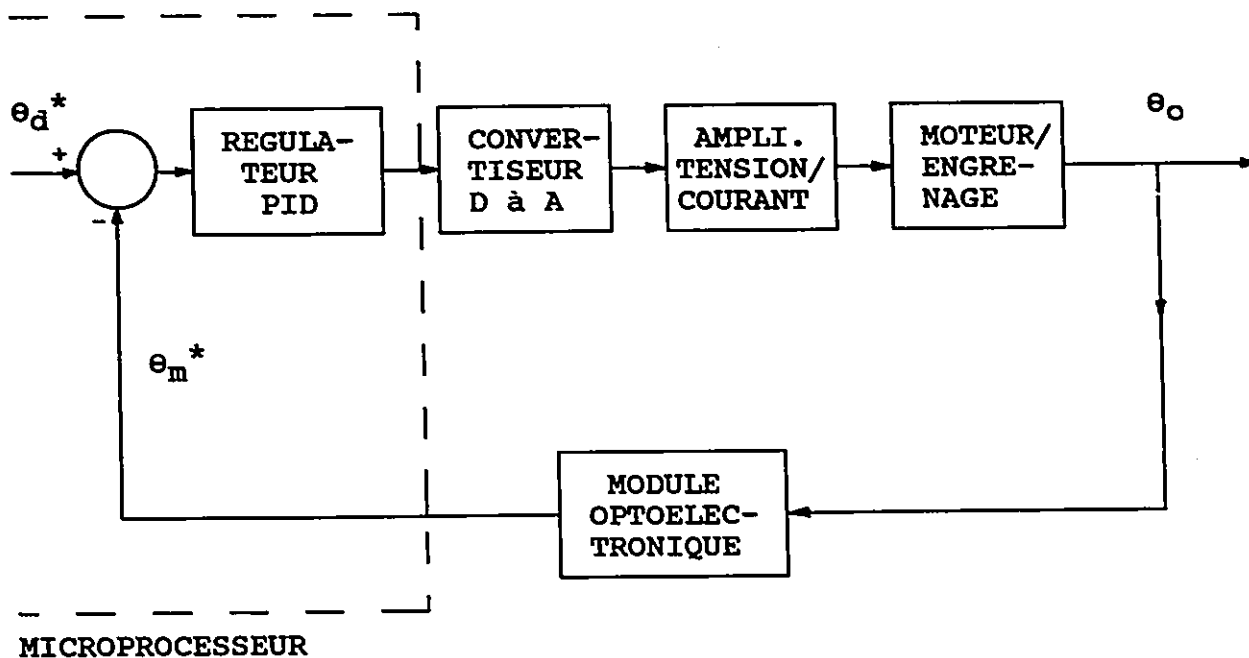 θd*
+
-
REGULA-
TEUR
PID
CONVER-
TISEUR
D à A
AMPLI.
TENSION/
COURANT
MOTEUR/
ENGRE-
NAGE
θo
θm*
MODULE
OPTOELEC-
TRONIQUE
MICROPROCESSEUR